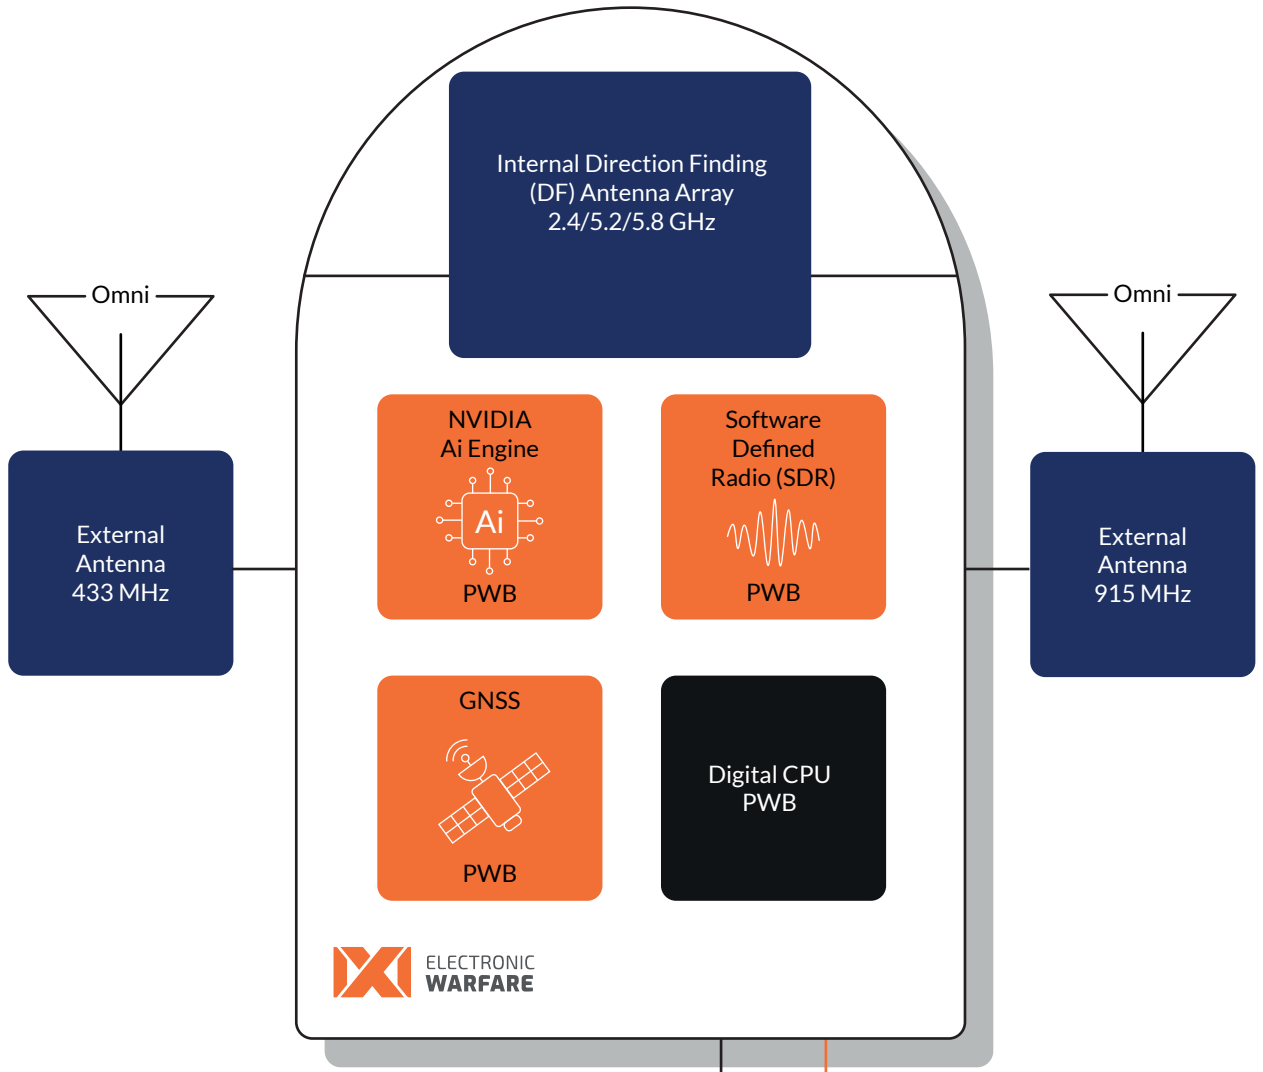 Internal Direction Finding
(DF) Antenna Array
2.4/5.2/5.8 GHz
Omni
Omni
External
Antenna
433 MHz
NVIDIA
Ai Engine
Ai
PWB
Software
Defined
Radio (SDR)
PWB
External
Antenna
915 MHz
GNSS
PWB
Digital CPU
PWB
IXI
ELECTRONIC
WARFARE